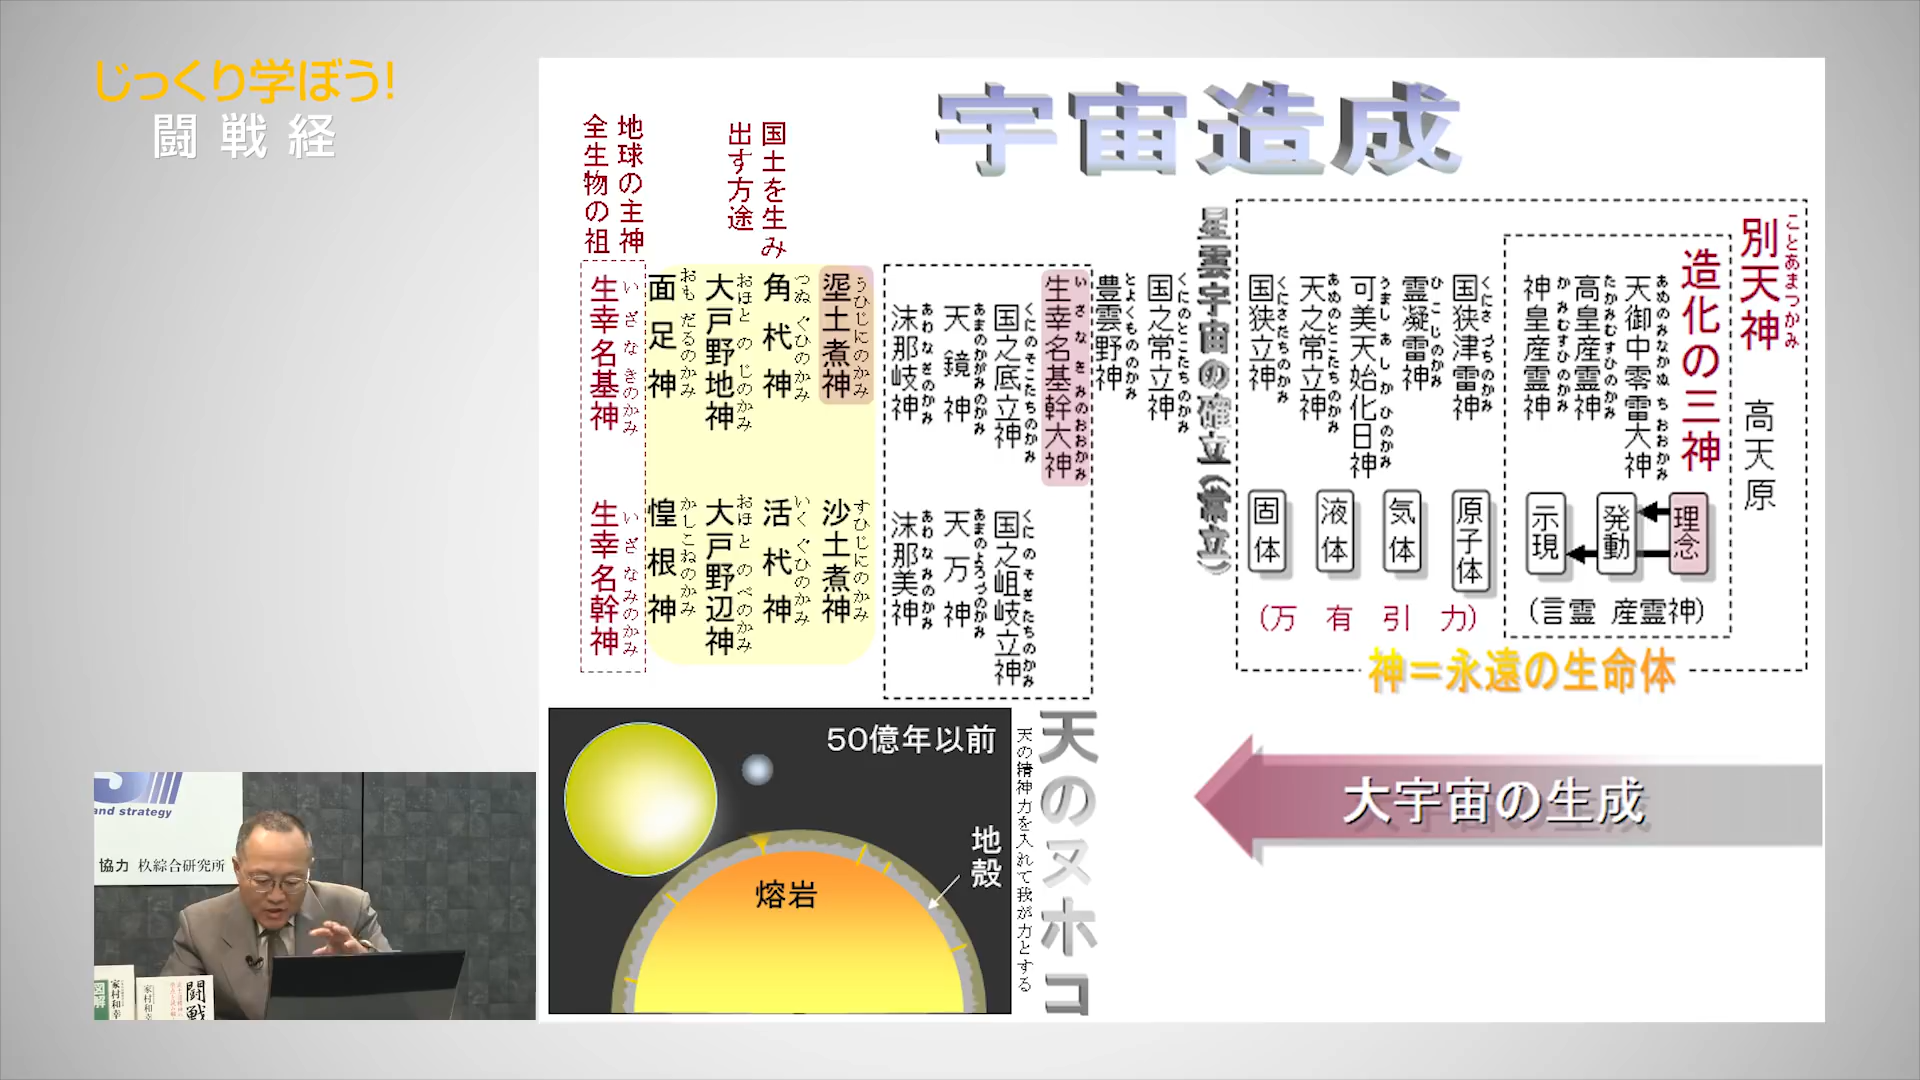 じっくり学ぼう!
闘戦経
宇宙造成
ことあまつかみ
別天神
高天原
造化の三神
あめのみなかぬちおおかみ
天御中零雷大神
たかみむすひのかみ
高皇産霊神
かみむすひのかみ
神皇産霊神
理念
発動
示現
(言霊 産霊神)
くにさづちのかみ
国狭津雷神
ひこじのかみ
霊凝雷神
うましあしかひのかみ
可美天始化日神
あめのとこたちのかみ
天之常立神
くにさだちのかみ
国狭立神
原子体
気体
液体
固体
(万有引力)
神=永遠の生命体
星雲宇宙の確立(常立)
くにのとこたちのかみ
国之常立神
とよくものかみ
豊雲野神
いざなきみのおおかみ
生幸名基幹大神
くにのそこたちのかみ
国之底立神
あまのかがみのかみ
天鏡神
あわなぎのかみ
沫那岐神
くにのそぎたちのかみ
国之岨岐立神
あまのよろづのかみ
天万神
あわなみのかみ
沫那美神
国土を生み
出す方途
うひじにのかみ
埿土煮神
つぬぐひのかみ
角杙神
おほとのじのかみ
大戸野地神
おもだるのかみ
面足神
すひじにのかみ
沙土煮神
いくぐひのかみ
活杙神
おほとのべのかみ
大戸野辺神
かしこねのかみ
惶根神
地球の主神
全生物の祖
いざなきのかみ
生幸名基神
いざなみのかみ
生幸名幹神
大宇宙の生成
天のヌホコ
天の精神力を入れて我が力とする
50億年以前
地殻
熔岩
and strategy
協力 杦綜合研究所
図解
家村和幸
家村和幸
闘戦